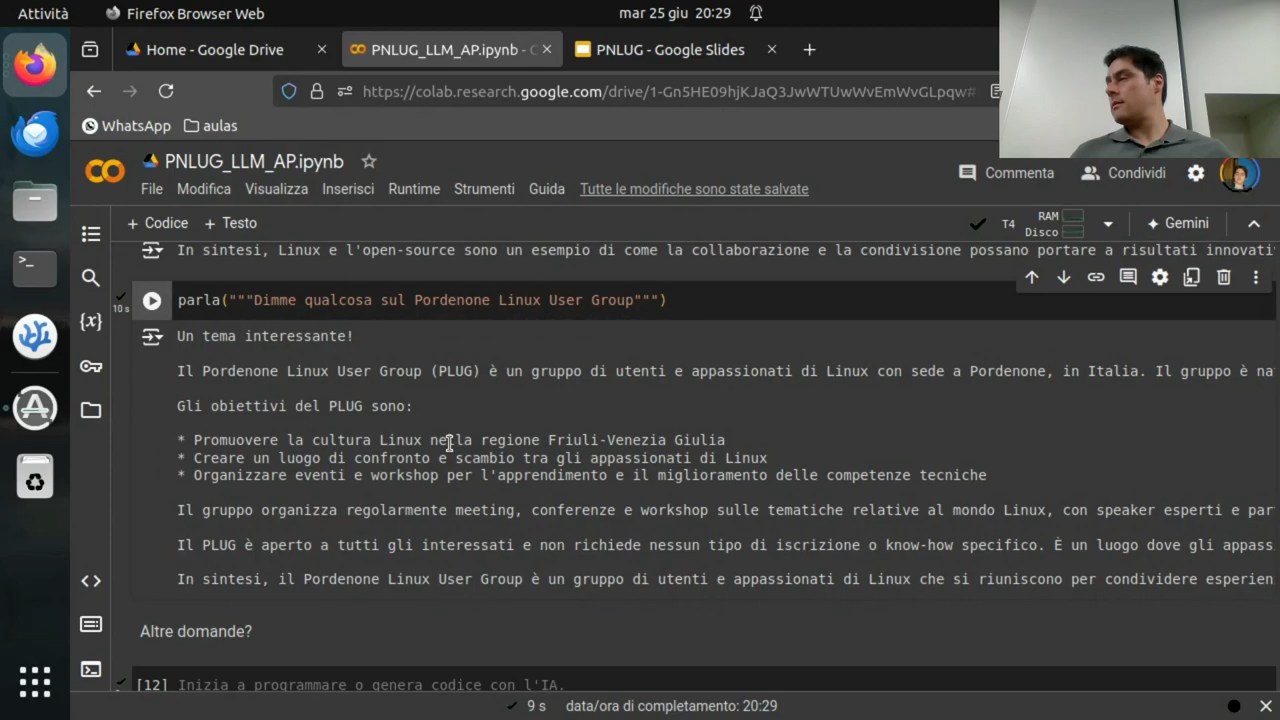 Attività
Firefox Browser Web
mar 25 giu 20:29
Home - Google Drive
PNLUG_LLM_AP.ipynb - C
PNLUG - Google Slides
https://colab.research.google.com/drive/1-Gn5HE09hjKJaQ3JwWTUwWvEmWvGLpqw#
WhatsApp
aulas
PNLUG_LLM_AP.ipynb
File Modifica Visualizza Inserisci Runtime Strumenti Guida Tutte le modifiche sono state salvate
Commenta
Condividi
+ Codice + Testo
T4
RAM
Disco
Gemini
In sintesi, Linux e l'open-source sono un esempio di come la collaborazione e la condivisione possano portare a risultati innovati
10 s
parla("""Dimme qualcosa sul Pordenone Linux User Group""")
Un tema interessante!
Il Pordenone Linux User Group (PLUG) è un gruppo di utenti e appassionati di Linux con sede a Pordenone, in Italia. Il gruppo è na
Gli obiettivi del PLUG sono:
* Promuovere la cultura Linux nella regione Friuli-Venezia Giulia
* Creare un luogo di confronto e scambio tra gli appassionati di Linux
* Organizzare eventi e workshop per l'apprendimento e il miglioramento delle competenze tecniche
Il gruppo organizza regolarmente meeting, conferenze e workshop sulle tematiche relative al mondo Linux, con speaker esperti e par
Il PLUG è aperto a tutti gli interessati e non richiede nessun tipo di iscrizione o know-how specifico. È un luogo dove gli appass
In sintesi, il Pordenone Linux User Group è un gruppo di utenti e appassionati di Linux che si riuniscono per condividere esperien
Altre domande?
[12] Inizia a programmare o genera codice con l'IA.
9 s data/ora di completamento: 20:29